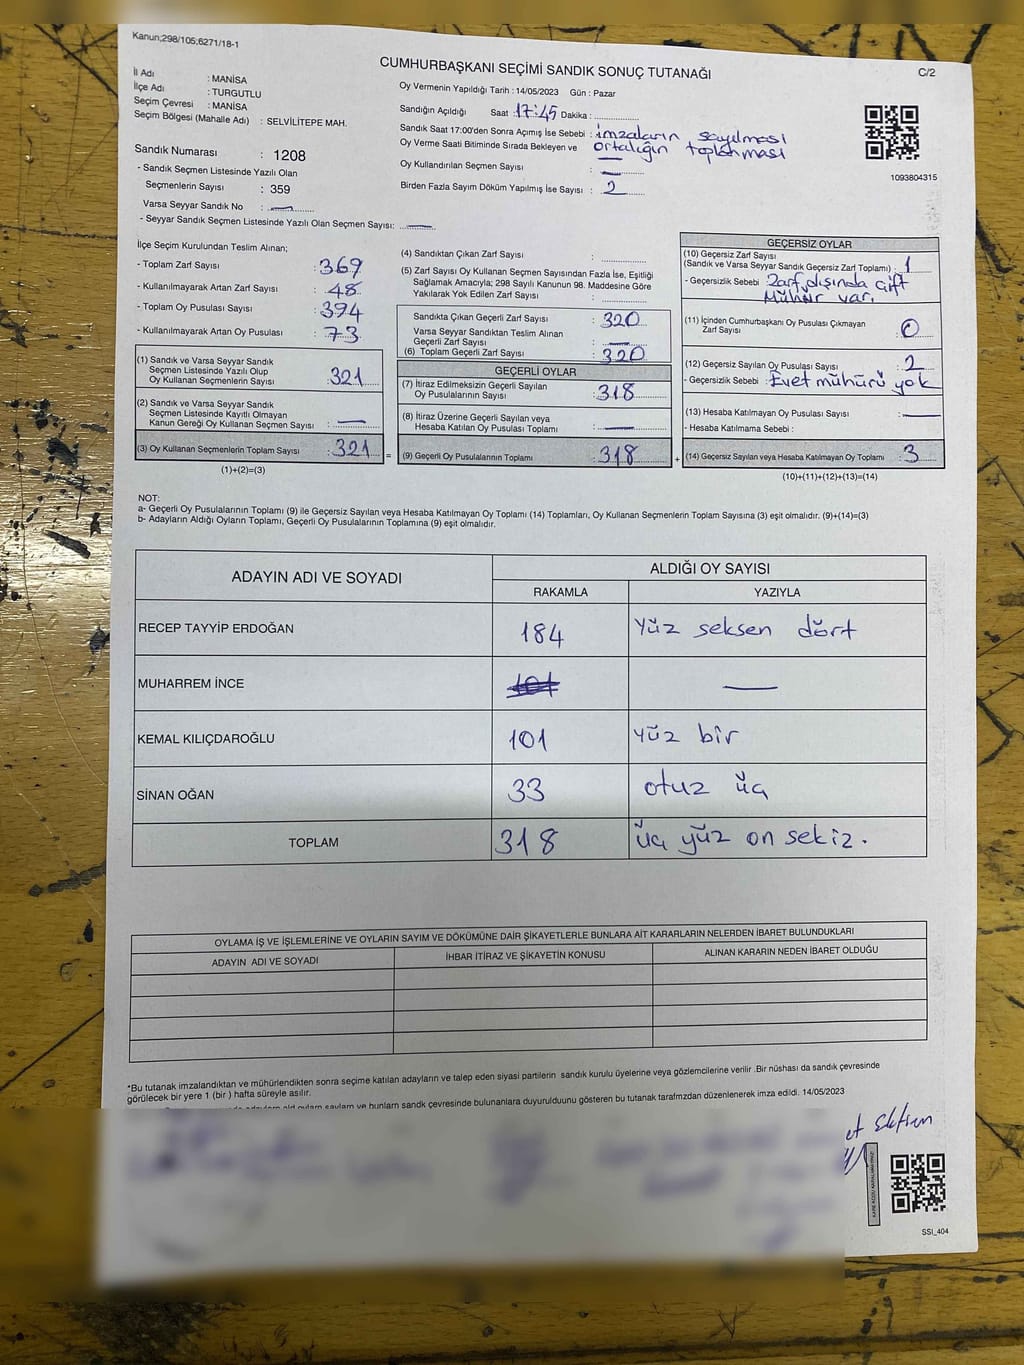 Kanun;298/105;6271/18-1
CUMHURBAŞKANI SEÇİMİ SANDIK SONUÇ TUTANAĞI
C/2
İl Adı : MANİSA
İlçe Adı : TURGUTLU
Seçim Çevresi : MANİSA
Seçim Bölgesi (Mahalle Adı) : SELVİLİTEPE MAH.
Oy Vermenin Yapıldığı Tarih : 14/05/2023 Gün : Pazar
Sandığın Açıldığı Saat : 17:45 Dakika :
Sandık Saat 17:00'den Sonra Açımış İse Sebebi : imzaların sayılması
Oy Verme Saati Bitiminde Sırada Bekleyen ve ortalığın toplanması
Oy Kullandırılan Seçmen Sayısı : —
Birden Fazla Sayım Döküm Yapılmış İse Sayısı : 2
1093804315
Sandık Numarası : 1208
- Sandık Seçmen Listesinde Yazılı Olan
Seçmenlerin Sayısı : 359
Varsa Seyyar Sandık No : —
- Seyyar Sandık Seçmen Listesinde Yazılı Olan Seçmen Sayısı: —
İlçe Seçim Kurulundan Teslim Alınan;
- Toplam Zarf Sayısı : 369
- Kullanılmayarak Artan Zarf Sayısı : 48
- Toplam Oy Pusulası Sayısı : 394
- Kullanılmayarak Artan Oy Pusulası : 73
(1) Sandık ve Varsa Seyyar Sandık
Seçmen Listesinde Yazılı Olup
Oy Kullanan Seçmenlerin Sayısı : 321
(2) Sandık ve Varsa Seyyar Sandık
Seçmen Listesinde Kayıtlı Olmayan
Kanun Gereği Oy Kullanan Seçmen Sayısı : —
(3) Oy Kullanan Seçmenlerin Toplam Sayısı : 321 =
(1)+(2)=(3)
(4) Sandıktan Çıkan Zarf Sayısı :
(5) Zarf Sayısı Oy Kullanan Seçmen Sayısından Fazla İse, Eşitliği
Sağlamak Amacıyla; 298 Sayılı Kanunun 98. Maddesine Göre
Yakılarak Yok Edilen Zarf Sayısı :
Sandıkta Çıkan Geçerli Zarf Sayısı : 320
Varsa Seyyar Sandıktan Teslim Alınan
Geçerli Zarf Sayısı : —
(6) Toplam Geçerli Zarf Sayısı : 320
GEÇERLİ OYLAR
(7) İtiraz Edilmeksizin Geçerli Sayılan
Oy Pusulalarının Sayısı : 318
(8) İtiraz Üzerine Geçerli Sayılan veya
Hesaba Katılan Oy Pusulası Toplamı : —
(9) Geçerli Oy Pusulalarının Toplamı : 318 +
GEÇERSİZ OYLAR
(10) Geçersiz Zarf Sayısı
(Sandık ve Varsa Seyyar Sandık Geçersiz Zarf Toplamı) : 1
- Geçersizlik Sebebi : Zarf dışında çift
Mühür var.
(11) İçinden Cumhurbaşkanı Oy Pusulası Çıkmayan
Zarf Sayısı : 0
(12) Geçersiz Sayılan Oy Pusulası Sayısı : 2
- Geçersizlik Sebebi : Evet mühürü yok
(13) Hesaba Katılmayan Oy Pusulası Sayısı : —
- Hesaba Katılmama Sebebi :
(14) Geçersiz Sayılan veya Hesaba Katılmayan Oy Toplamı : 3
(10)+(11)+(12)+(13)=(14)
NOT:
a- Geçerli Oy Pusulalarının Toplamı (9) ile Geçersiz Sayılan veya Hesaba Katılmayan Oy Toplamı (14) Toplamları, Oy Kullanan Seçmenlerin Toplam Sayısına (3) eşit olmalıdır. (9)+(14)=(3)
b- Adayların Aldığı Oyların Toplamı, Geçerli Oy Pusulalarının Toplamına (9) eşit olmalıdır.
ADAYIN ADI VE SOYADI
ALDIĞI OY SAYISI
RAKAMLA YAZIYLA
RECEP TAYYİP ERDOĞAN 184 yüz seksen dört
MUHARREM İNCE —
KEMAL KILIÇDAROĞLU 101 yüz bir
SİNAN OĞAN 33 otuz üç
TOPLAM 318 üç yüz on sekiz.
OYLAMA İŞ VE İŞLEMLERİNE VE OYLARIN SAYIM VE DÖKÜMÜNE DAİR ŞİKAYETLERLE BUNLARA AİT KARARLARIN NELERDEN İBARET BULUNDUKLARI
ADAYIN ADI VE SOYADI İHBAR İTİRAZ VE ŞİKAYETİN KONUSU ALINAN KARARIN NEDEN İBARET OLDUĞU
*Bu tutanak imzalandıktan ve mühürlendikten sonra seçime katılan adayların ve talep eden siyasi partilerin sandık kurulu üyelerine veya gözlemcilerine verilir .Bir nüshası da sandık çevresinde
görülecek bir yere 1 (bir ) hafta süreyle asılır.
sandk çevresinde bulunanlara duyurulduunu gösteren bu tutanak tarafmzdan düzenlenerek imza edildi. 14/05/2023
SSI_404